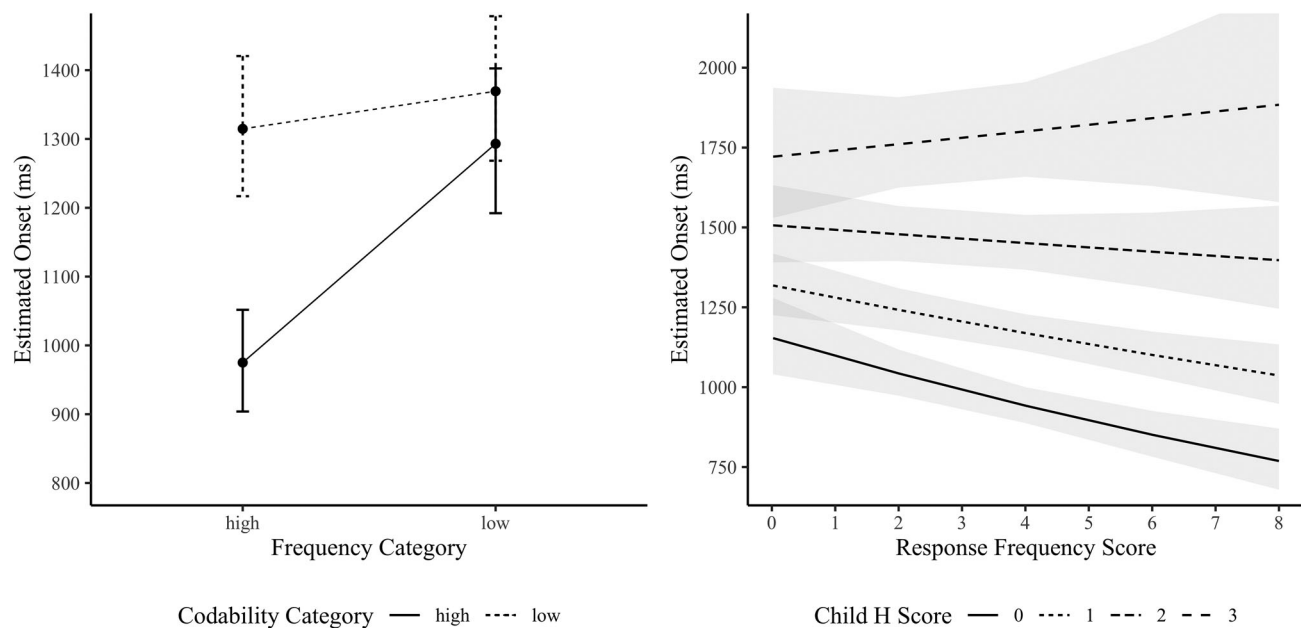 Estimated Onset (ms)
1400
1300
1200
1100
1000
900
800
high low
Frequency Category
Codability Category high low
Estimated Onset (ms)
2000
1750
1500
1250
1000
750
0 1 2 3 4 5 6 7 8
Response Frequency Score
Child H Score 0 1 2 3